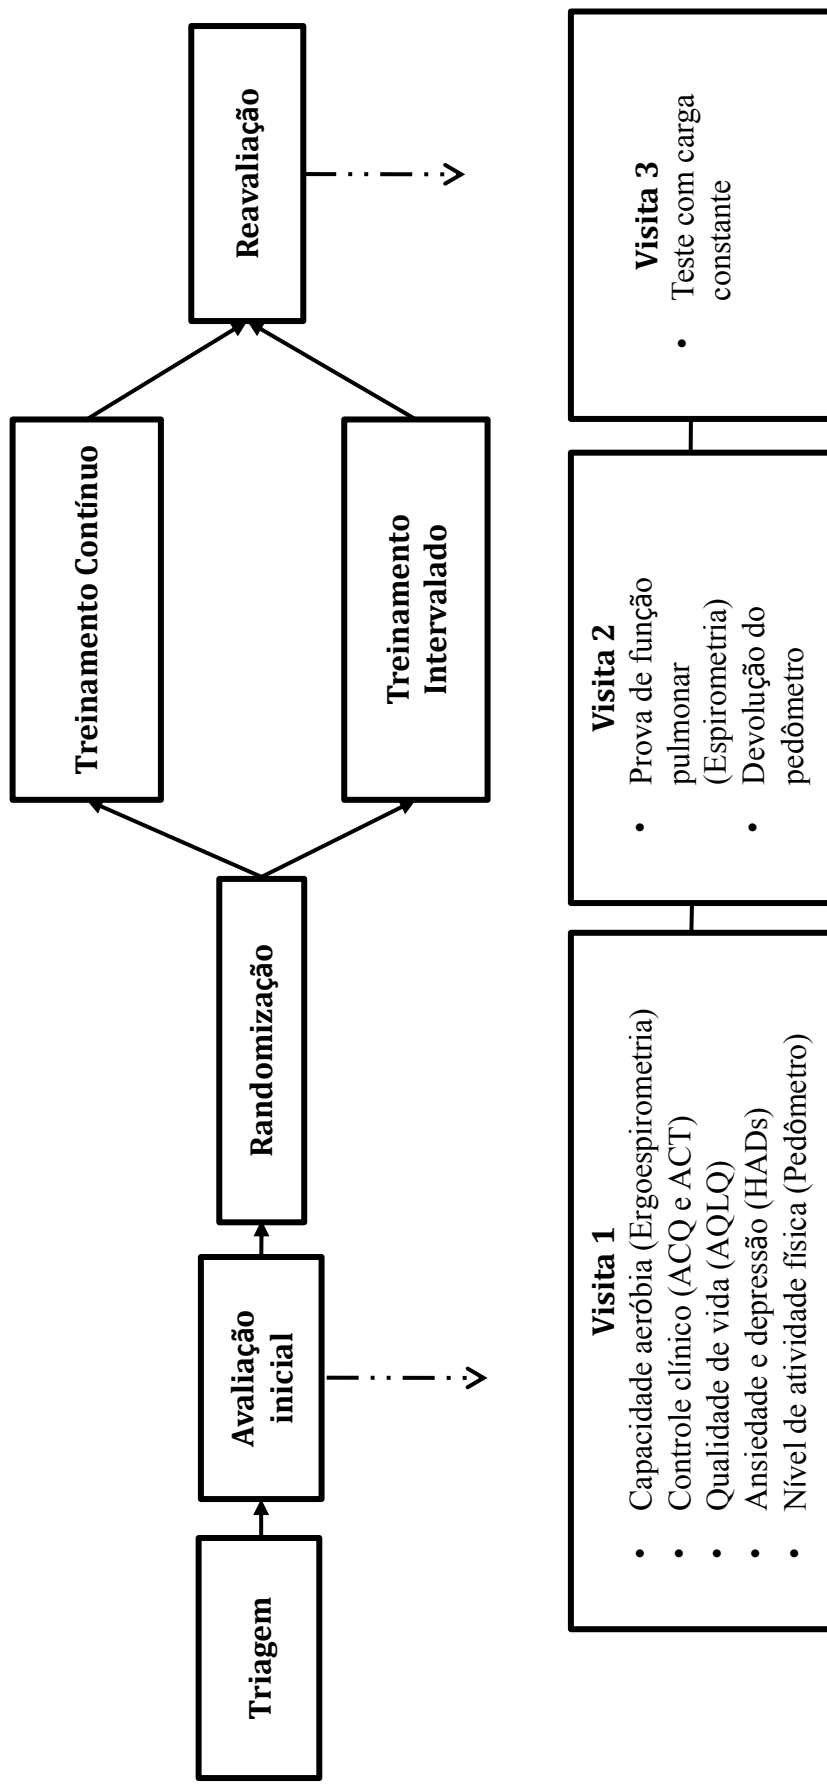 Triagem
Avaliação
inicial
Randomização
Treinamento Contínuo
Treinamento
Intervalado
Reavaliação
Visita 1
• Capacidade aeróbia (Ergoespirometria)
• Controle clínico (ACQ e ACT)
• Qualidade de vida (AQLQ)
• Ansiedade e depressão (HADs)
• Nível de atividade física (Pedômetro)
Visita 2
• Prova de função
pulmonar
(Espirometria)
• Devolução do
pedômetro
Visita 3
• Teste com carga
constante